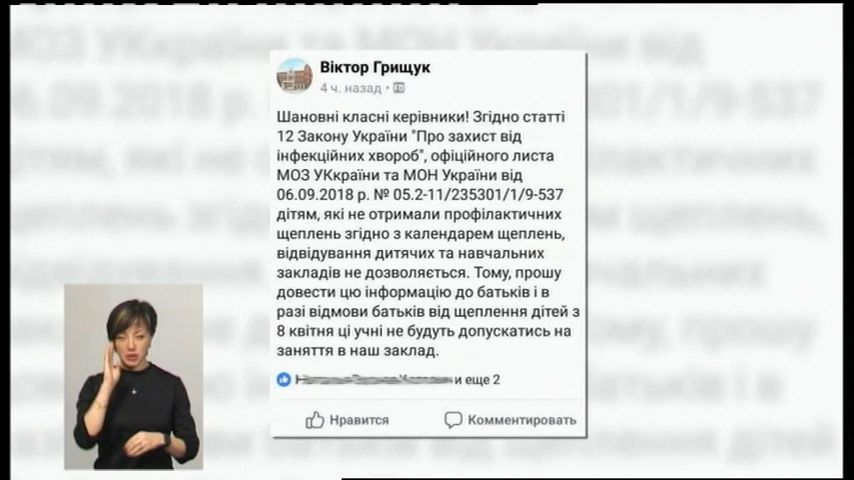 Віктор Грищук
4 ч. назад
Шановні класні керівники! Згідно статті
12 Закону України "Про захист від
інфекційних хвороб", офіційного листа
МОЗ УКкраїни та МОН України від
06.09.2018 р. № 05.2-11/235301/1/9-537
дітям, які не отримали профілактичних
щеплень згідно з календарем щеплень,
відвідування дитячих та навчальних
закладів не дозволяється. Тому, прошу
довести цю інформацію до батьків і в
разі відмови батьків від щеплення дітей з
8 квітня ці учні не будуть допускатись на
заняття в наш заклад.
и еще 2
Нравится
Комментировать